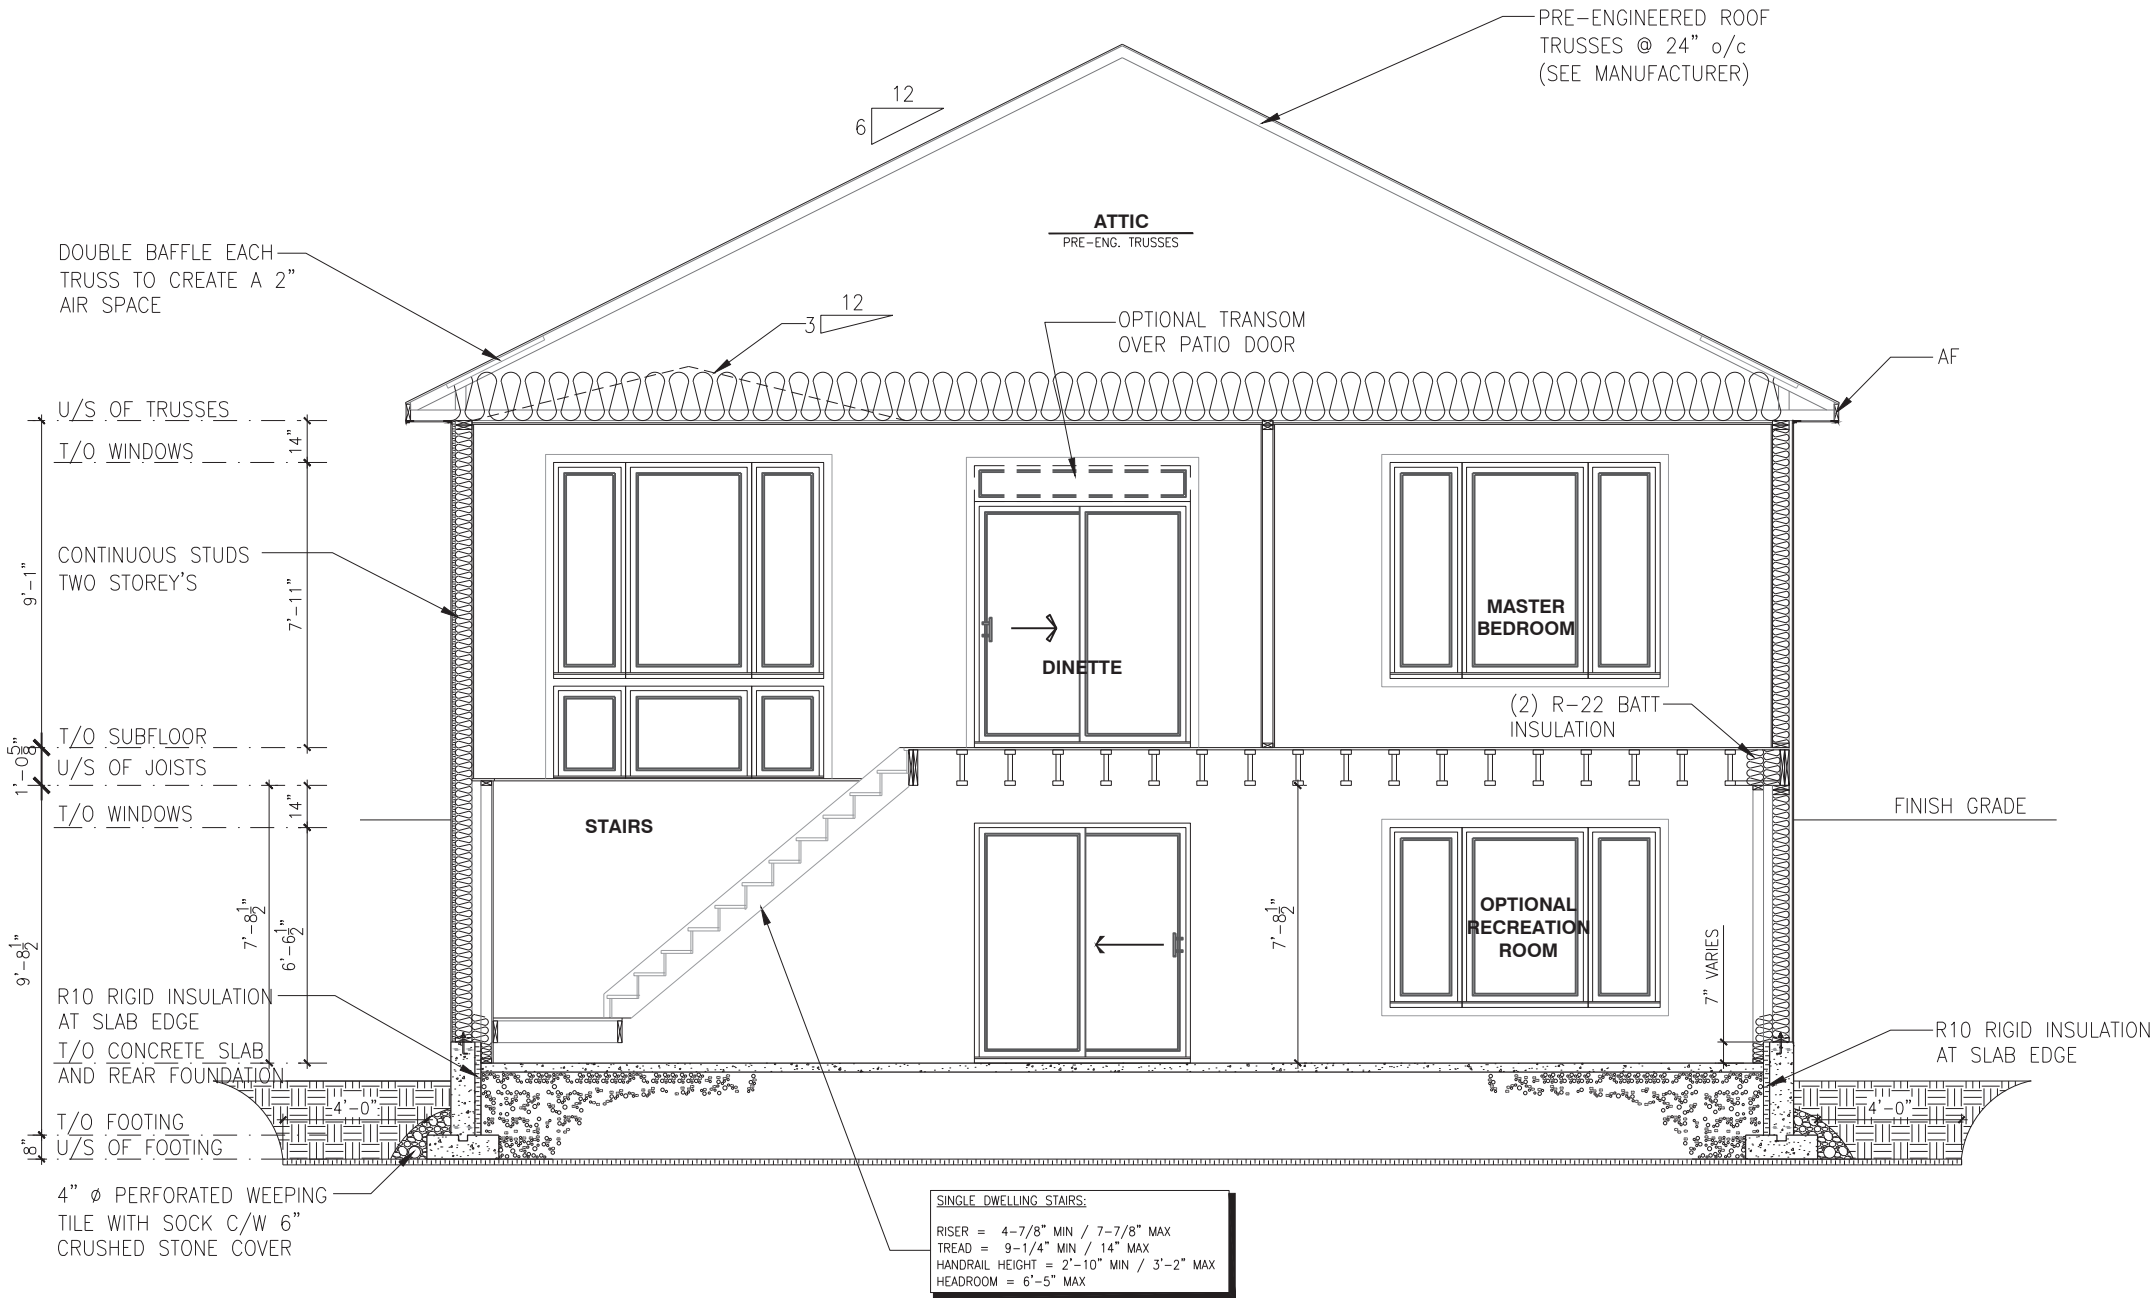 PRE-ENGINEERED ROOF
TRUSSES @ 24" o/c
(SEE MANUFACTURER)
12
6
ATTIC
PRE-ENG. TRUSSES
DOUBLE BAFFLE EACH
TRUSS TO CREATE A 2"
AIR SPACE
12
3
OPTIONAL TRANSOM
OVER PATIO DOOR
AF
U/S OF TRUSSES
14"
T/O WINDOWS
CONTINUOUS STUDS
TWO STOREY'S
9'-1"
7'-11"
MASTER
BEDROOM
DINETTE
(2) R-22 BATT
INSULATION
T/O SUBFLOOR
1'-0 5/8"
U/S OF JOISTS
14"
T/O WINDOWS
STAIRS
FINISH GRADE
9'-8 1/2"
7'-8 1/2"
6'-6 1/2"
7'-8 1/2"
OPTIONAL
RECREATION
ROOM
7" VARIES
R10 RIGID INSULATION
AT SLAB EDGE
R10 RIGID INSULATION
AT SLAB EDGE
T/O CONCRETE SLAB
AND REAR FOUNDATION
4'-0"
4'-0"
T/O FOOTING
8"
U/S OF FOOTING
4" ø PERFORATED WEEPING
TILE WITH SOCK C/W 6"
CRUSHED STONE COVER
SINGLE DWELLING STAIRS:
RISER = 4-7/8" MIN / 7-7/8" MAX
TREAD = 9-1/4" MIN / 14" MAX
HANDRAIL HEIGHT = 2'-10" MIN / 3'-2" MAX
HEADROOM = 6'-5" MAX